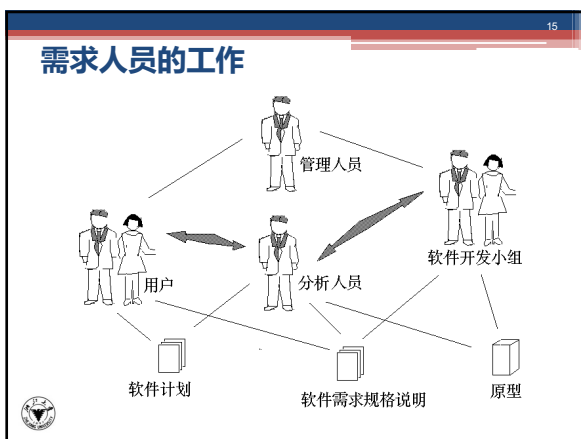 15
需求人员的工作
管理人员
用户
分析人员
软件开发小组
软件计划
软件需求规格说明
原型